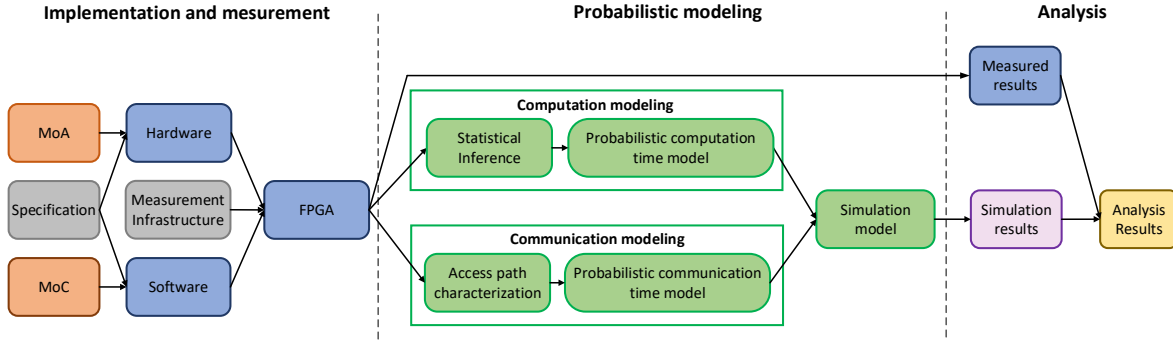 Implementation and mesurement
Probabilistic modeling
Analysis
MoA
Hardware
Specification
Measurement
Infrastructure
FPGA
MoC
Software
Computation modeling
Statistical
Inference
Probabilistic computation
time model
Communication modeling
Access path
characterization
Probabilistic communication
time model
Simulation
model
Measured
results
Simulation
results
Analysis
Results